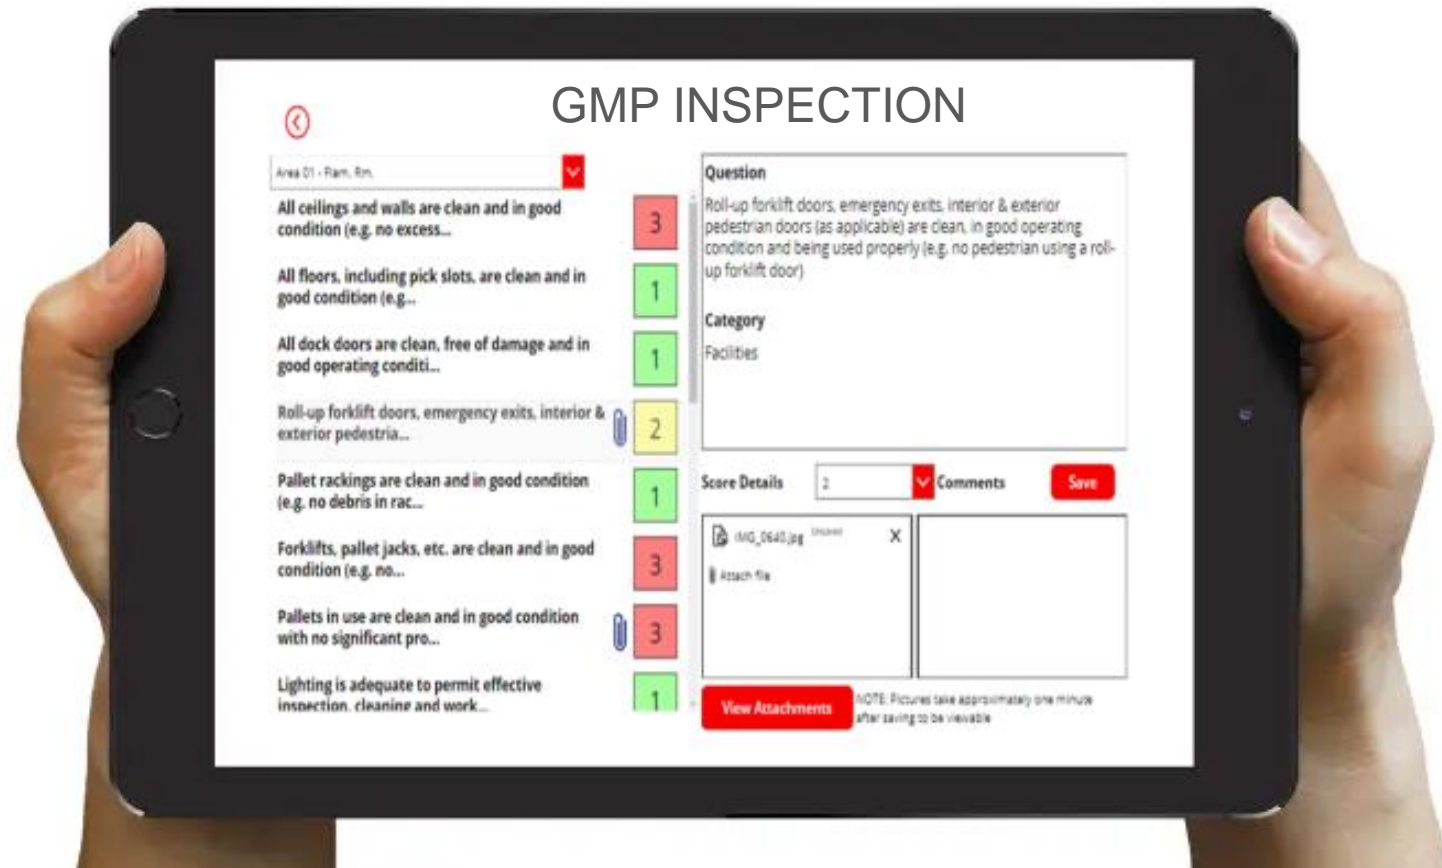 GMP INSPECTION
Area 01 - Flam. Rm.
All ceilings and walls are clean and in good
condition (e.g. no excess...
3
All floors, including pick slots, are clean and in
good condition (e.g...
1
All dock doors are clean, free of damage and in
good operating conditi...
1
Roll-up forklift doors, emergency exits, interior &
exterior pedestria...
2
Pallet rackings are clean and in good condition
(e.g. no debris in rac...
1
Forklifts, pallet jacks, etc. are clean and in good
condition (e.g. no...
3
Pallets in use are clean and in good condition
with no significant pro...
3
Lighting is adequate to permit effective
inspection, cleaning and work...
1
Question
Roll-up forklift doors, emergency exits, interior & exterior
pedestrian doors (as applicable) are clean, in good operating
condition and being used properly (e.g. no pedestrian using a roll-
up forklift door)
Category
Facilities
Score Details
2
Comments
Save
IMG_0640.jpg
Unsaved
X
Attach file
View Attachments
NOTE: Pictures take approximately one minute
after saving to be viewable